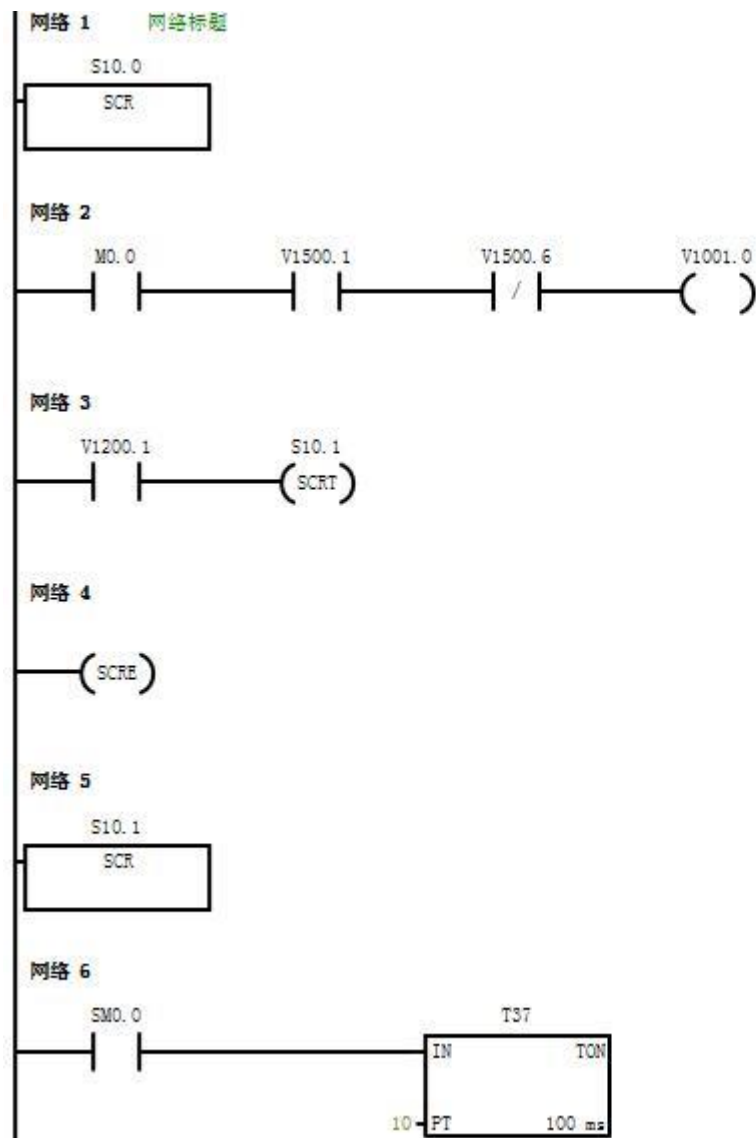 网络 1 网络标题
S10.0
SCR
网络 2
M0.0 V1500.1 V1500.6 V1001.0
/
网络 3
V1200.1 S10.1
SCRT
网络 4
SCRE
网络 5
S10.1
SCR
网络 6
SM0.0 T37
IN TON
10 PT 100 ms